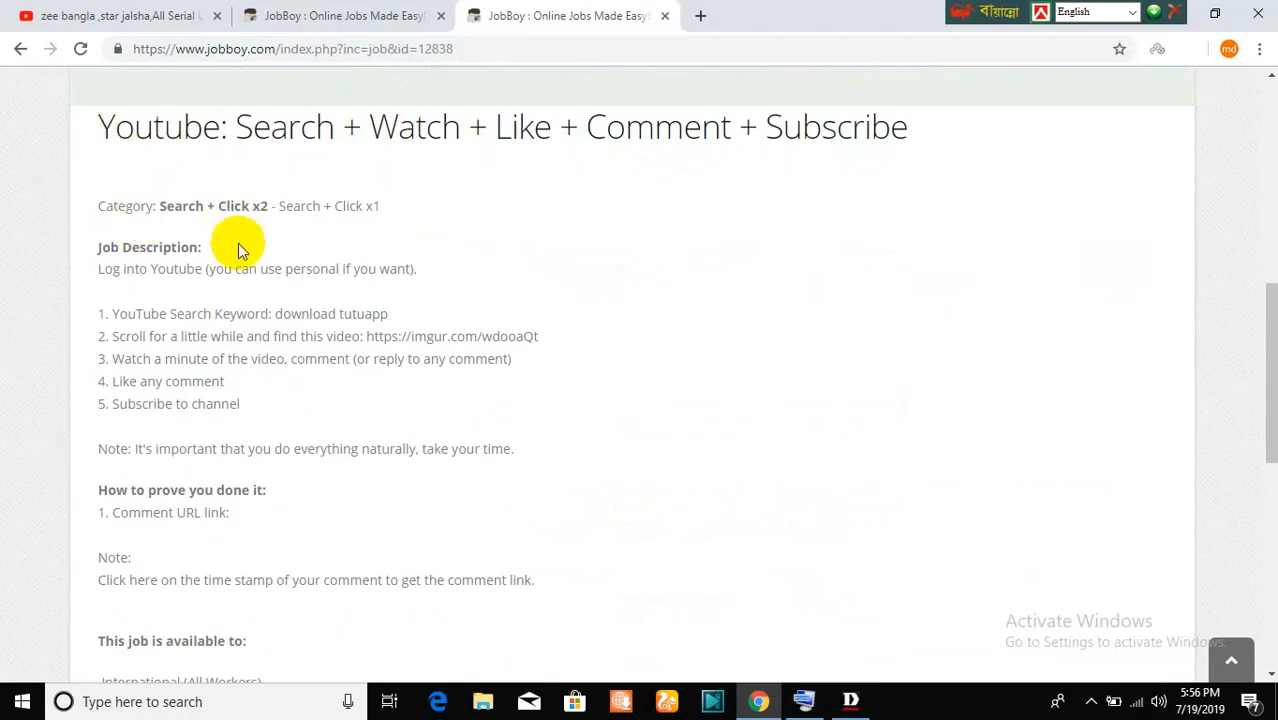 zee bangla ,star jalsha,All Serial
JobBoy : Online Jobs Made Easy
JobBoy : Online Jobs Made Easy
বায়ান্নো
English
https://www.jobboy.com/index.php?inc=job&id=12838
md
Youtube: Search + Watch + Like + Comment + Subscribe
Category: Search + Click x2 - Search + Click x1
Job Description:
Log into Youtube (you can use personal if you want).
1. YouTube Search Keyword: download tutuapp
2. Scroll for a little while and find this video: https://imgur.com/wdooaQt
3. Watch a minute of the video, comment (or reply to any comment)
4. Like any comment
5. Subscribe to channel
Note: It's important that you do everything naturally, take your time.
How to prove you done it:
1. Comment URL link:
Note:
Click here on the time stamp of your comment to get the comment link.
This job is available to:
International (All Workers)
Activate Windows
Go to Settings to activate Windows.
Type here to search
5:56 PM
7/19/2019
7